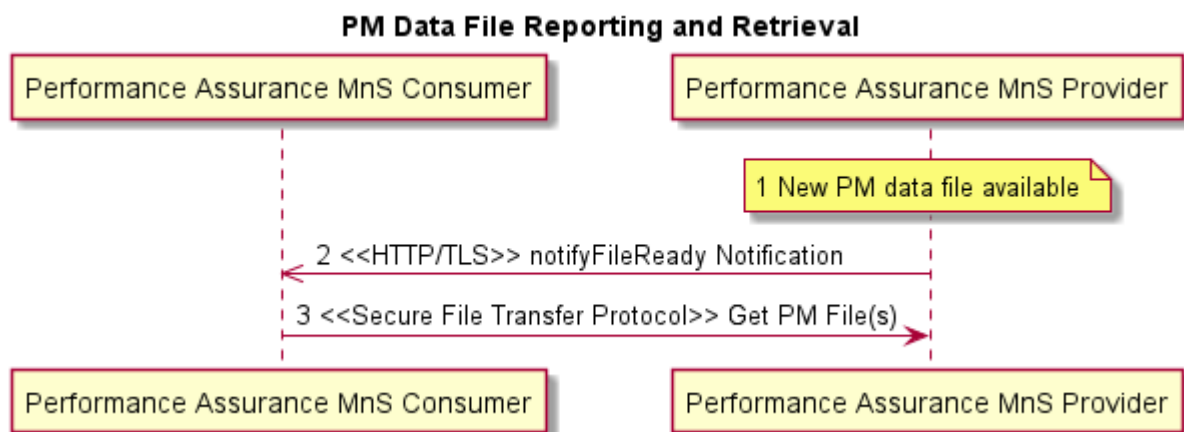 PM Data File Reporting and Retrieval
Performance Assurance MnS Consumer
Performance Assurance MnS Provider
1 New PM data file available
2 <<HTTP/TLS>> notifyFileReady Notification
3 <<Secure File Transfer Protocol>> Get PM File(s)
Performance Assurance MnS Consumer
Performance Assurance MnS Provider